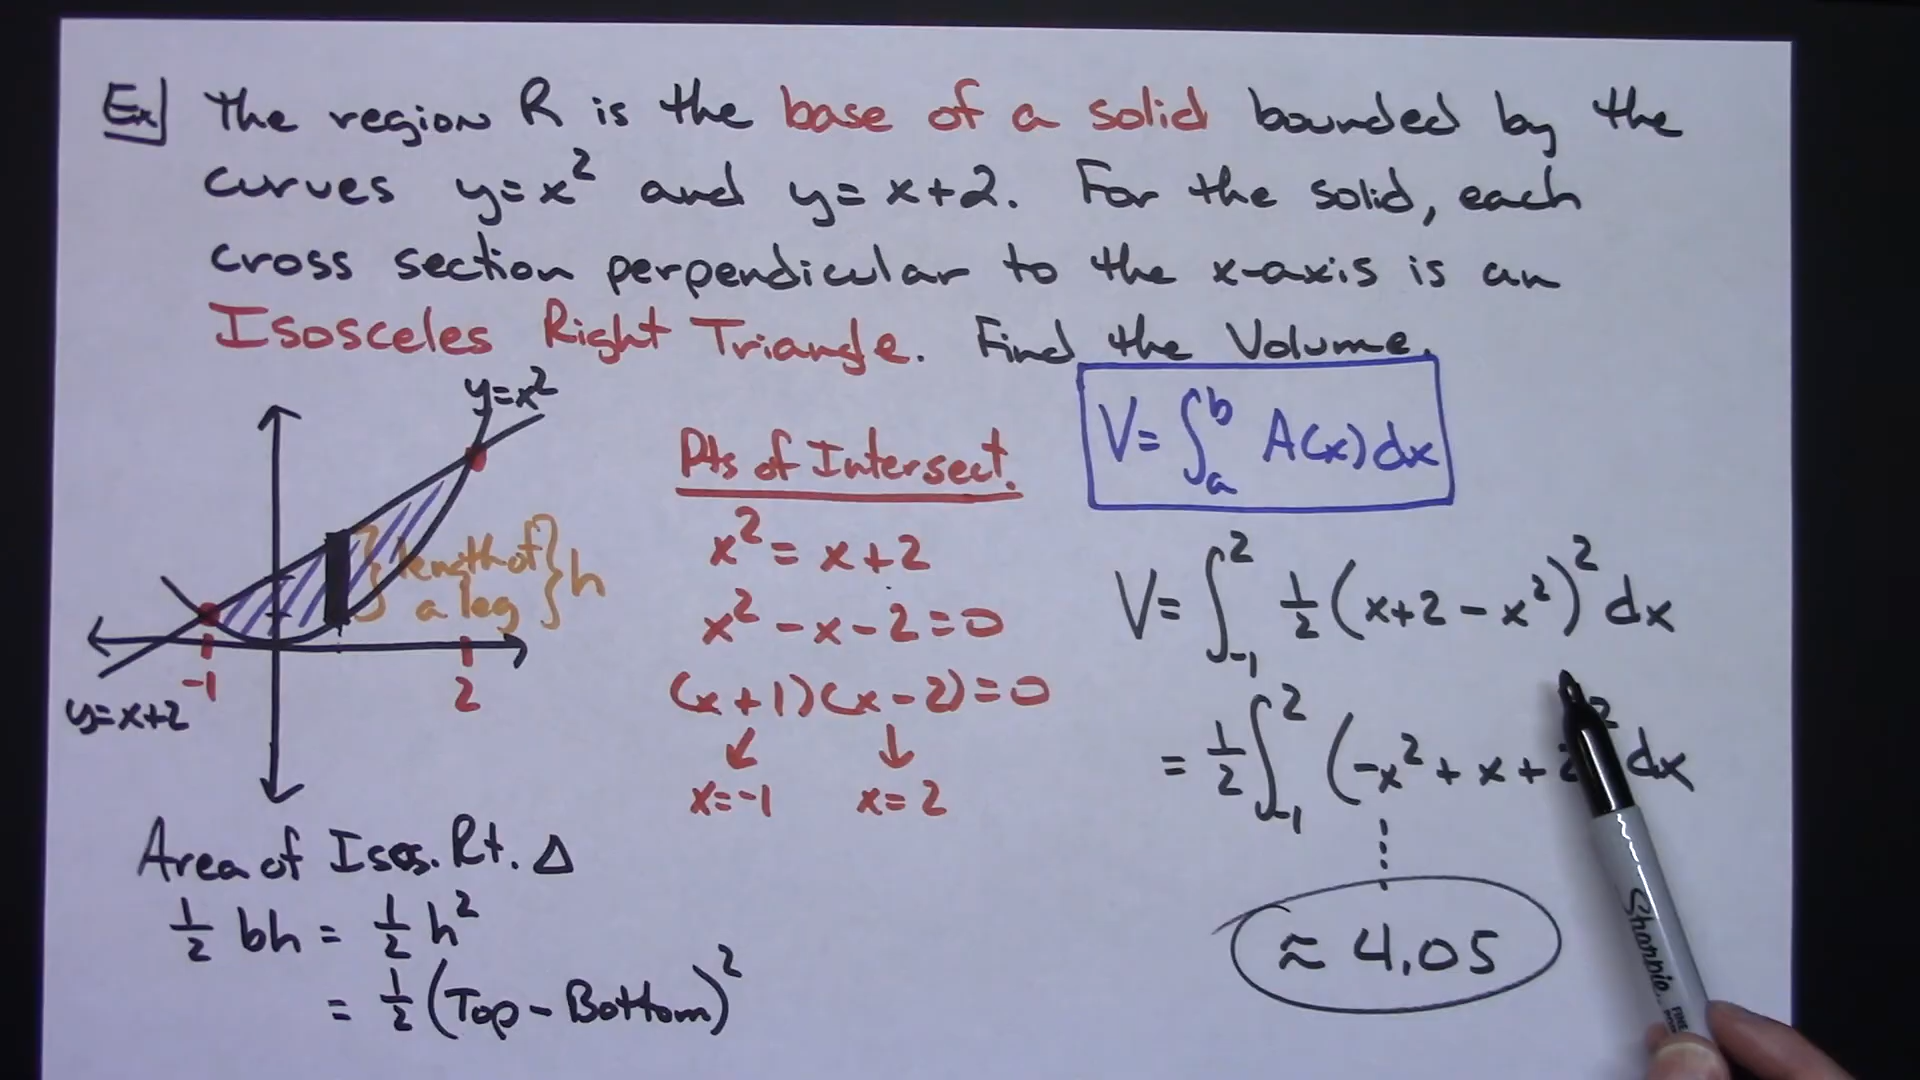 Ex The region R is the base of a solid bounded by the
curves y=x² and y=x+2. For the solid, each
cross section perpendicular to the x-axis is an
Isosceles Right Triangle. Find the Volume.
y=x²
length of
a leg
h
-1
2
y=x+2
Area of Isos. Rt. Δ
½ bh = ½ h²
= ½ (Top - Bottom)²
Pts of Intersect.
x² = x+2
x² - x - 2 = 0
(x+1)(x-2)=0
↙ ↓
x=-1 x=2
V= ∫ₐᵇ A(x)dx
V= ∫₋₁² ½ (x+2-x²)² dx
= ½ ∫₋₁² (-x²+x+ ² dx
≈ 4.05
Sharpie
FINE